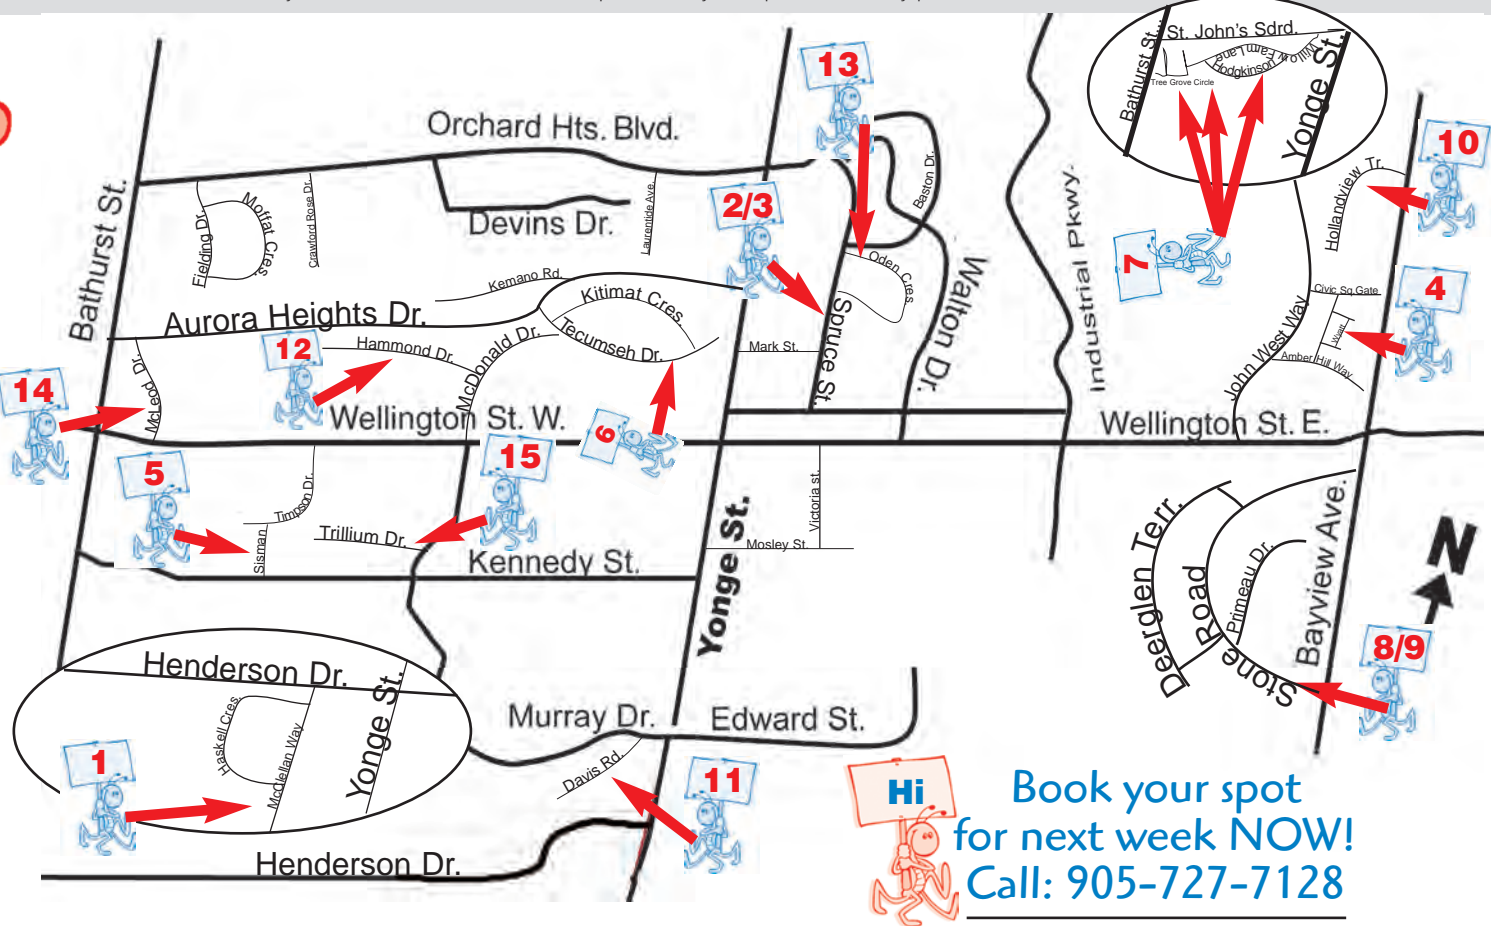 St. John's Sdrd.
Bathurst St.
Willow Farm Lane
Hodgkinson
Tree Grove Circle
Yonge St.
13
Orchard Hts. Blvd.
10
Bathurst St.
Fielding Dr.
Moffat Cres.
Crawford Rose Dr.
Devins Dr.
Laurentide Ave.
2/3
Baston Dr.
Industrial Pkwy.
Hollandview Tr.
7
Kemano Rd.
Kitimat Cres.
Oden Cres
Walton Dr.
Civic Sq.Gate
4
Aurora Heights Dr.
Tecumseh Dr.
Spruce St.
John West Way
Wyatt
12
Hammond Dr.
McDonald Dr.
Mark St.
Amber Hill Way
14
McLeod Dr.
Wellington St. W.
6
Wellington St. E.
5
15
Timpson Dr.
Sisman
Trillium Dr.
Kennedy St.
Yonge St.
Victoria st.
Mosley St.
Deerglen Terr.
Stone Road
Primeau Dr.
Bayview Ave.
N
8/9
Henderson Dr.
Haskell Cres.
McClellan Way
Yonge St.
1
Murray Dr.
Edward St.
Davis Rd.
11
Henderson Dr.
Hi
Book your spot
for next week NOW!
Call: 905-727-7128